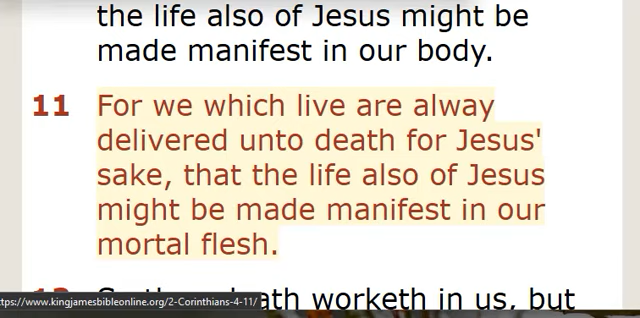 the life also of Jesus might be
made manifest in our body.
11 For we which live are alway
delivered unto death for Jesus'
sake, that the life also of Jesus
might be made manifest in our
mortal flesh.
ath worketh in us, but
ttps://www.kingjamesbibleonline.org/2-Corinthians-4-11/